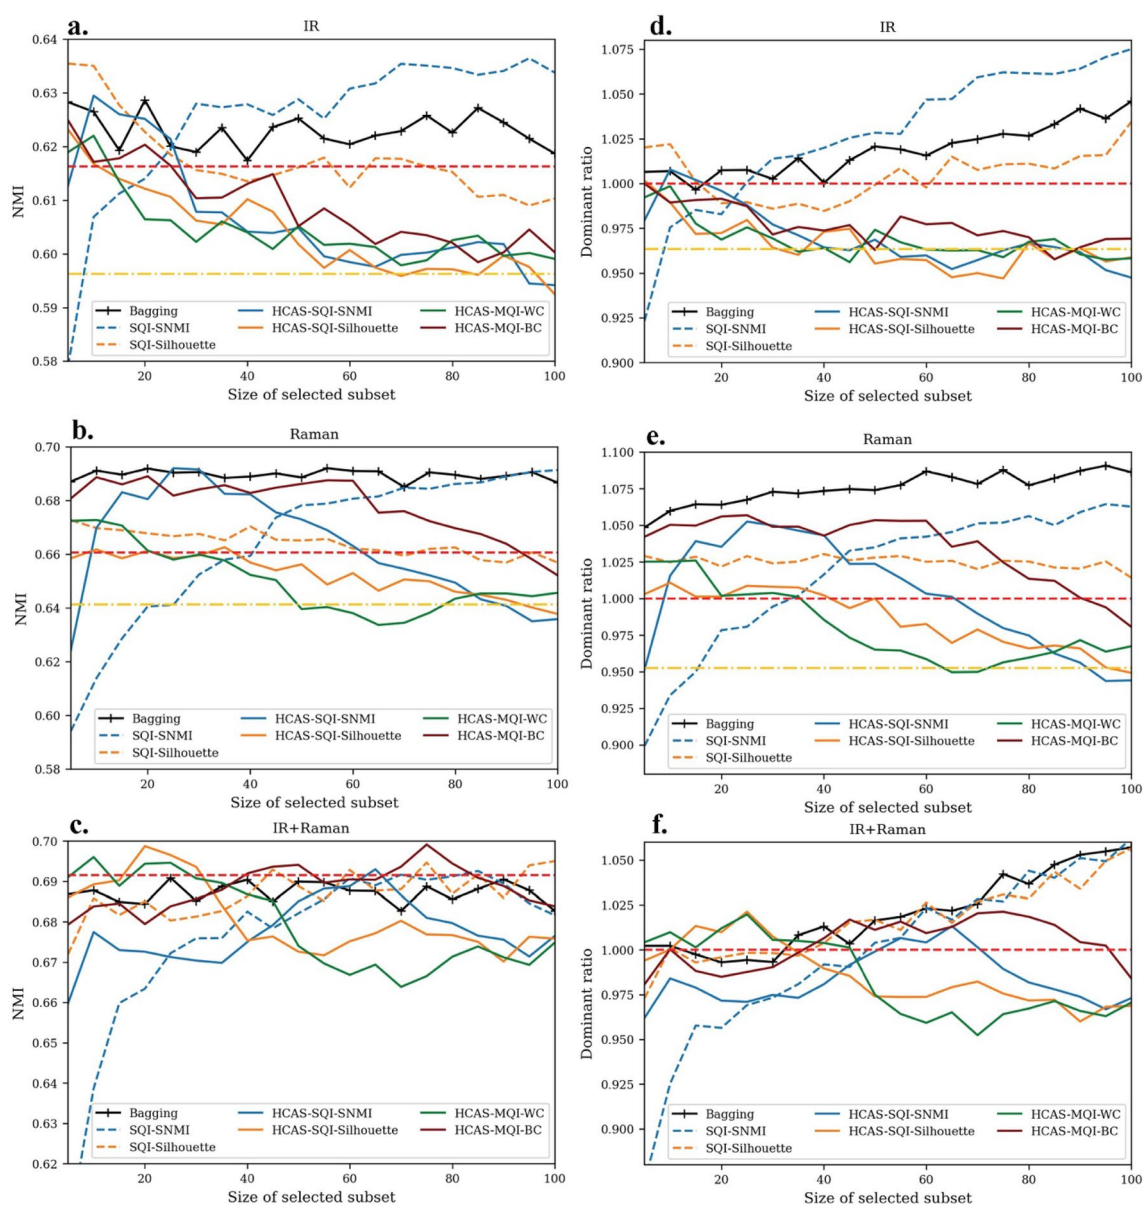 a.
IR
0.64
0.63
0.62
0.61
0.60
0.59
0.58
NMI
Bagging
SQI-SNMI
SQI-Silhouette
HCAS-SQI-SNMI
HCAS-SQI-Silhouette
HCAS-MQI-WC
HCAS-MQI-BC
20 40 60 80 100
Size of selected subset
d.
IR
1.075
1.050
1.025
1.000
0.975
0.950
0.925
0.900
Dominant ratio
Bagging
SQI-SNMI
SQI-Silhouette
HCAS-SQI-SNMI
HCAS-SQI-Silhouette
HCAS-MQI-WC
HCAS-MQI-BC
20 40 60 80 100
Size of selected subset
b.
Raman
0.70
0.68
0.66
0.64
0.62
0.60
0.58
NMI
Bagging
SQI-SNMI
SQI-Silhouette
HCAS-SQI-SNMI
HCAS-SQI-Silhouette
HCAS-MQI-WC
HCAS-MQI-BC
20 40 60 80 100
Size of selected subset
e.
Raman
1.100
1.075
1.050
1.025
1.000
0.975
0.950
0.925
0.900
Dominant ratio
Bagging
SQI-SNMI
SQI-Silhouette
HCAS-SQI-SNMI
HCAS-SQI-Silhouette
HCAS-MQI-WC
HCAS-MQI-BC
20 40 60 80 100
Size of selected subset
c.
IR+Raman
0.70
0.69
0.68
0.67
0.66
0.65
0.64
0.63
0.62
NMI
Bagging
SQI-SNMI
SQI-Silhouette
HCAS-SQI-SNMI
HCAS-SQI-Silhouette
HCAS-MQI-WC
HCAS-MQI-BC
20 40 60 80 100
Size of selected subset
f.
IR+Raman
1.050
1.025
1.000
0.975
0.950
0.925
0.900
Dominant ratio
Bagging
SQI-SNMI
SQI-Silhouette
HCAS-SQI-SNMI
HCAS-SQI-Silhouette
HCAS-MQI-WC
HCAS-MQI-BC
20 40 60 80 100
Size of selected subset